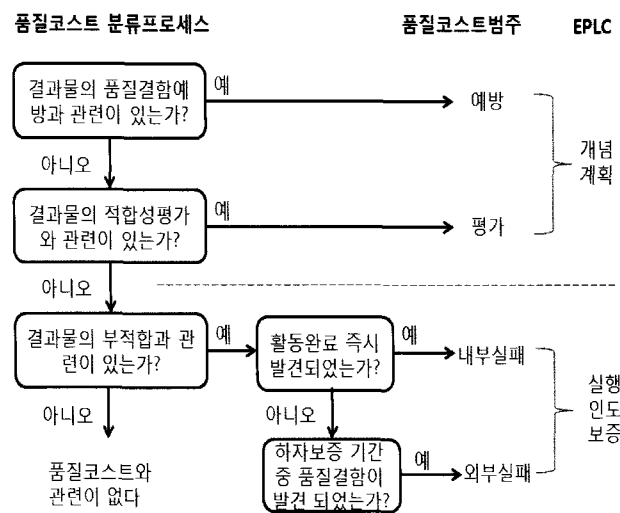 품질코스트 분류프로세스
품질코스트범주
EPLC
결과물의 품질결함예
방과 관련이 있는가?
예
예방
아니오
개념
계획
결과물의 적합성평가
와 관련이 있는가?
예
평가
아니오
결과물의 부적합과 관
련이 있는가?
예
활동완료 즉시
발견되었는가?
예
내부실패
실행
인도
보증
아니오
아니오
품질코스트와
관련이 없다
하자보증 기간
중 품질결함이
발견 되었는가?
예
외부실패